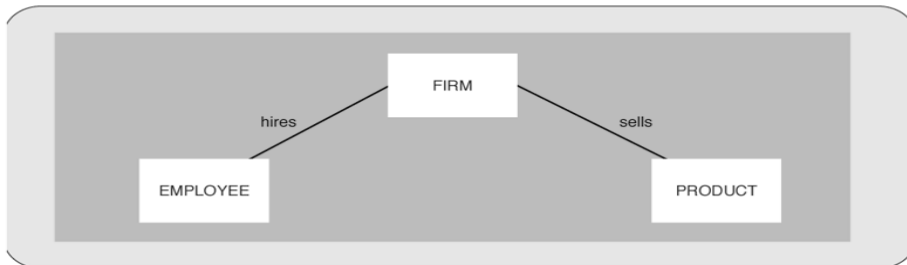 FIRM
hires
sells
EMPLOYEE
PRODUCT